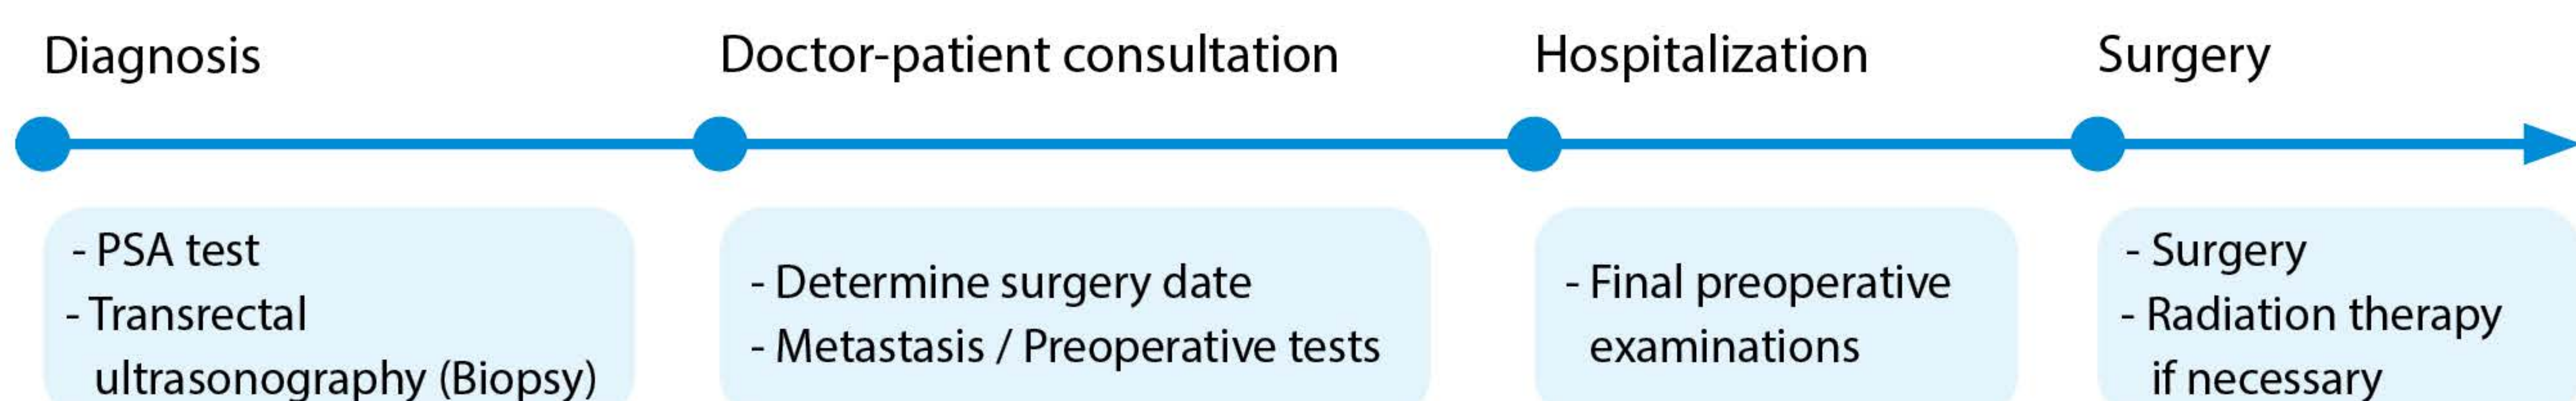 Diagnosis
Doctor-patient consultation
Hospitalization
Surgery
- PSA test
- Transrectal
ultrasonography (Biopsy)
- Determine surgery date
- Metastasis / Preoperative tests
- Final preoperative
examinations
- Surgery
- Radiation therapy
if necessary